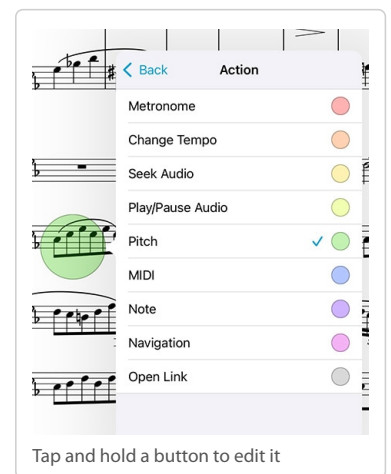 Back Action
Metronome
Change Tempo
Seek Audio
Play/Pause Audio
Pitch
MIDI
Note
Navigation
Open Link
Tap and hold a button to edit it